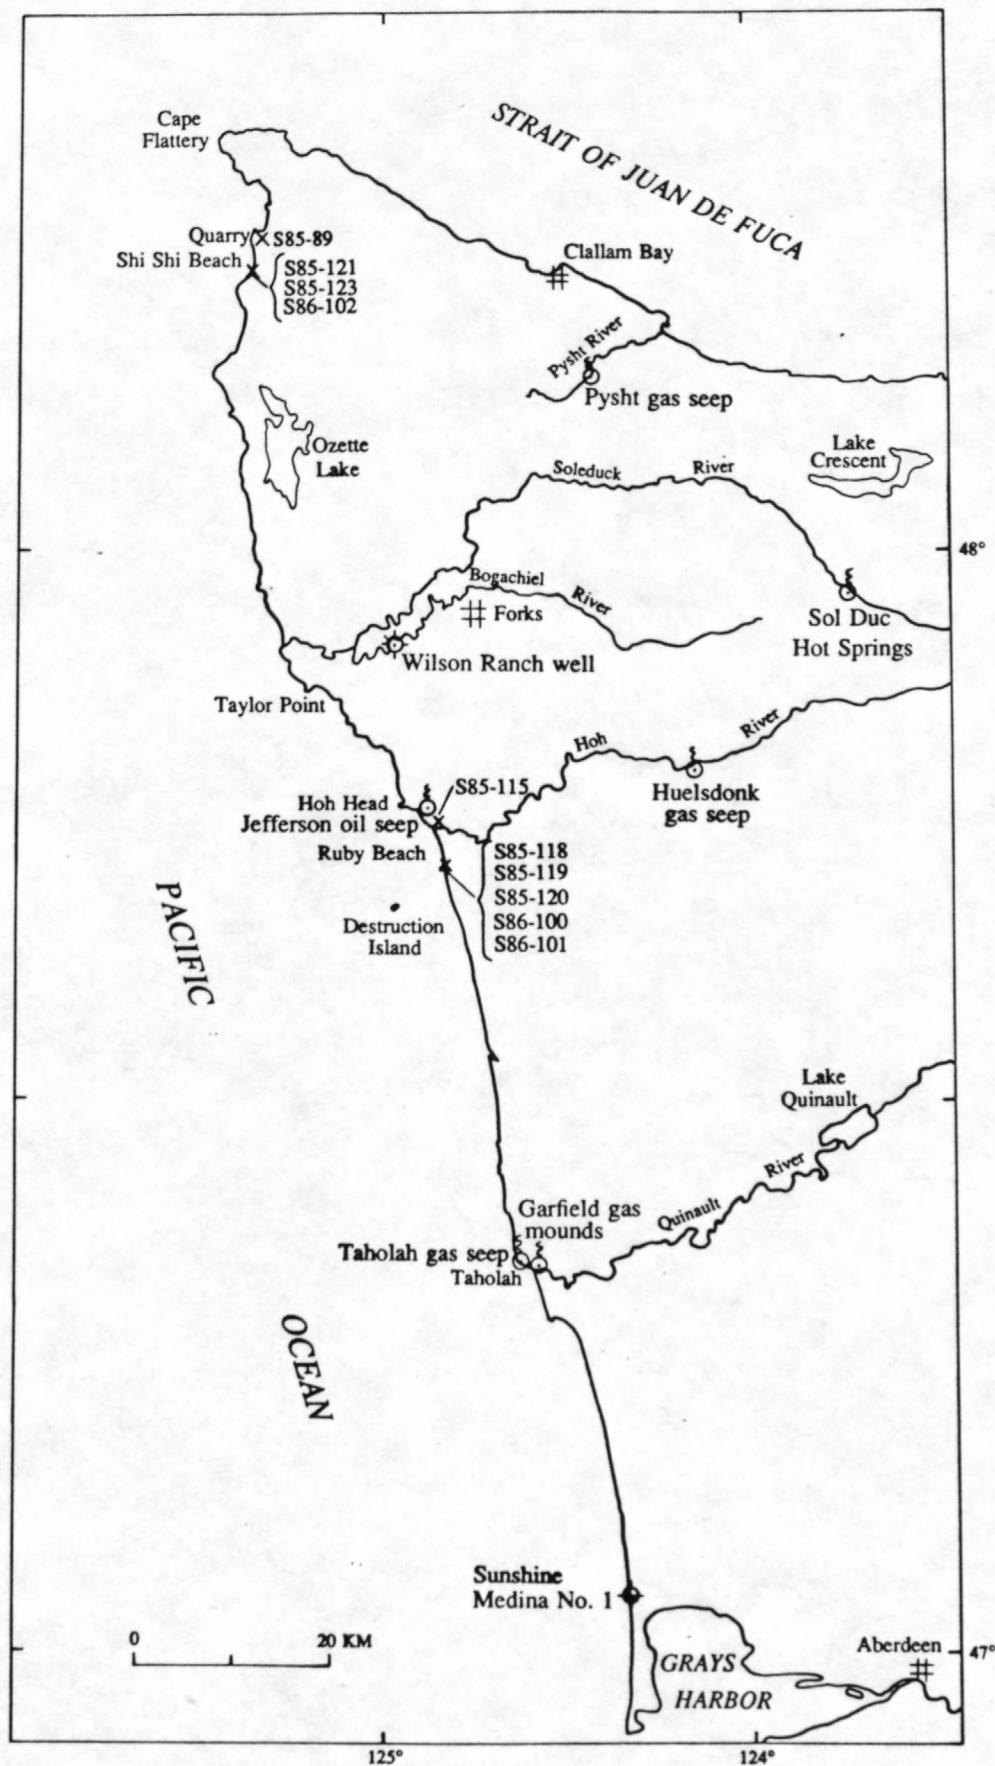 STRAIT OF JUAN DE FUCA
Cape
Flattery
Quarry
S85-89
Shi Shi Beach
S85-121
S85-123
S86-102
Clallam Bay
Pysht River
Pysht gas seep
Ozette
Lake
Lake
Crescent
Soleduck River
48°
Bogachiel River
Forks
Sol Duc
Hot Springs
Wilson Ranch well
Taylor Point
Hoh River
S85-115
Hoh Head
Jefferson oil seep
Huelsdonk
gas seep
Ruby Beach
S85-118
S85-119
S85-120
S86-100
S86-101
Destruction
Island
PACIFIC
Lake
Quinault
Quinault River
Garfield gas
mounds
Taholah gas seep
Taholah
OCEAN
Sunshine
Medina No. 1
0 20 KM
Aberdeen
47°
GRAYS
HARBOR
125° 124°